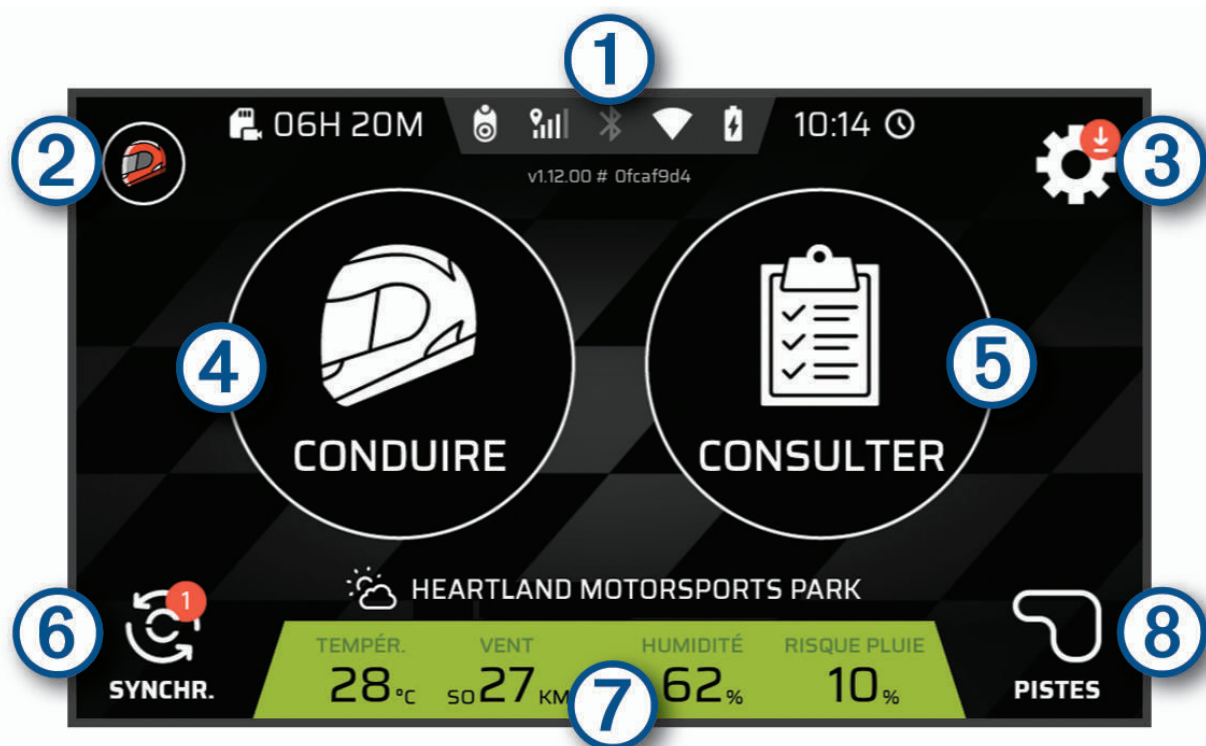 1
06H 20M
10:14
v1.12.00 # 0fcaf9d4
2
3
4
5
CONDUIRE
CONSULTER
HEARTLAND MOTORSPORTS PARK
6
1
8
SYNCHR.
TEMPÉR. VENT HUMIDITÉ RISQUE PLUIE
28 °C SO 27 KM 62 % 10 %
7
PISTES